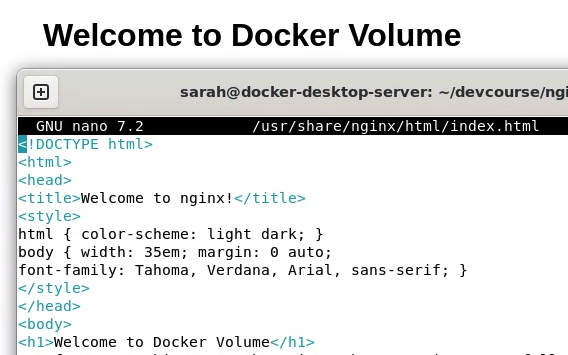 Welcome to Docker Volume
sarah@docker-desktop-server: ~/devcourse/ngi
GNU nano 7.2 /usr/share/nginx/html/index.html
<!DOCTYPE html>
<html>
<head>
<title>Welcome to nginx!</title>
<style>
html { color-scheme: light dark; }
body { width: 35em; margin: 0 auto;
font-family: Tahoma, Verdana, Arial, sans-serif; }
</style>
</head>
<body>
<h1>Welcome to Docker Volume</h1>